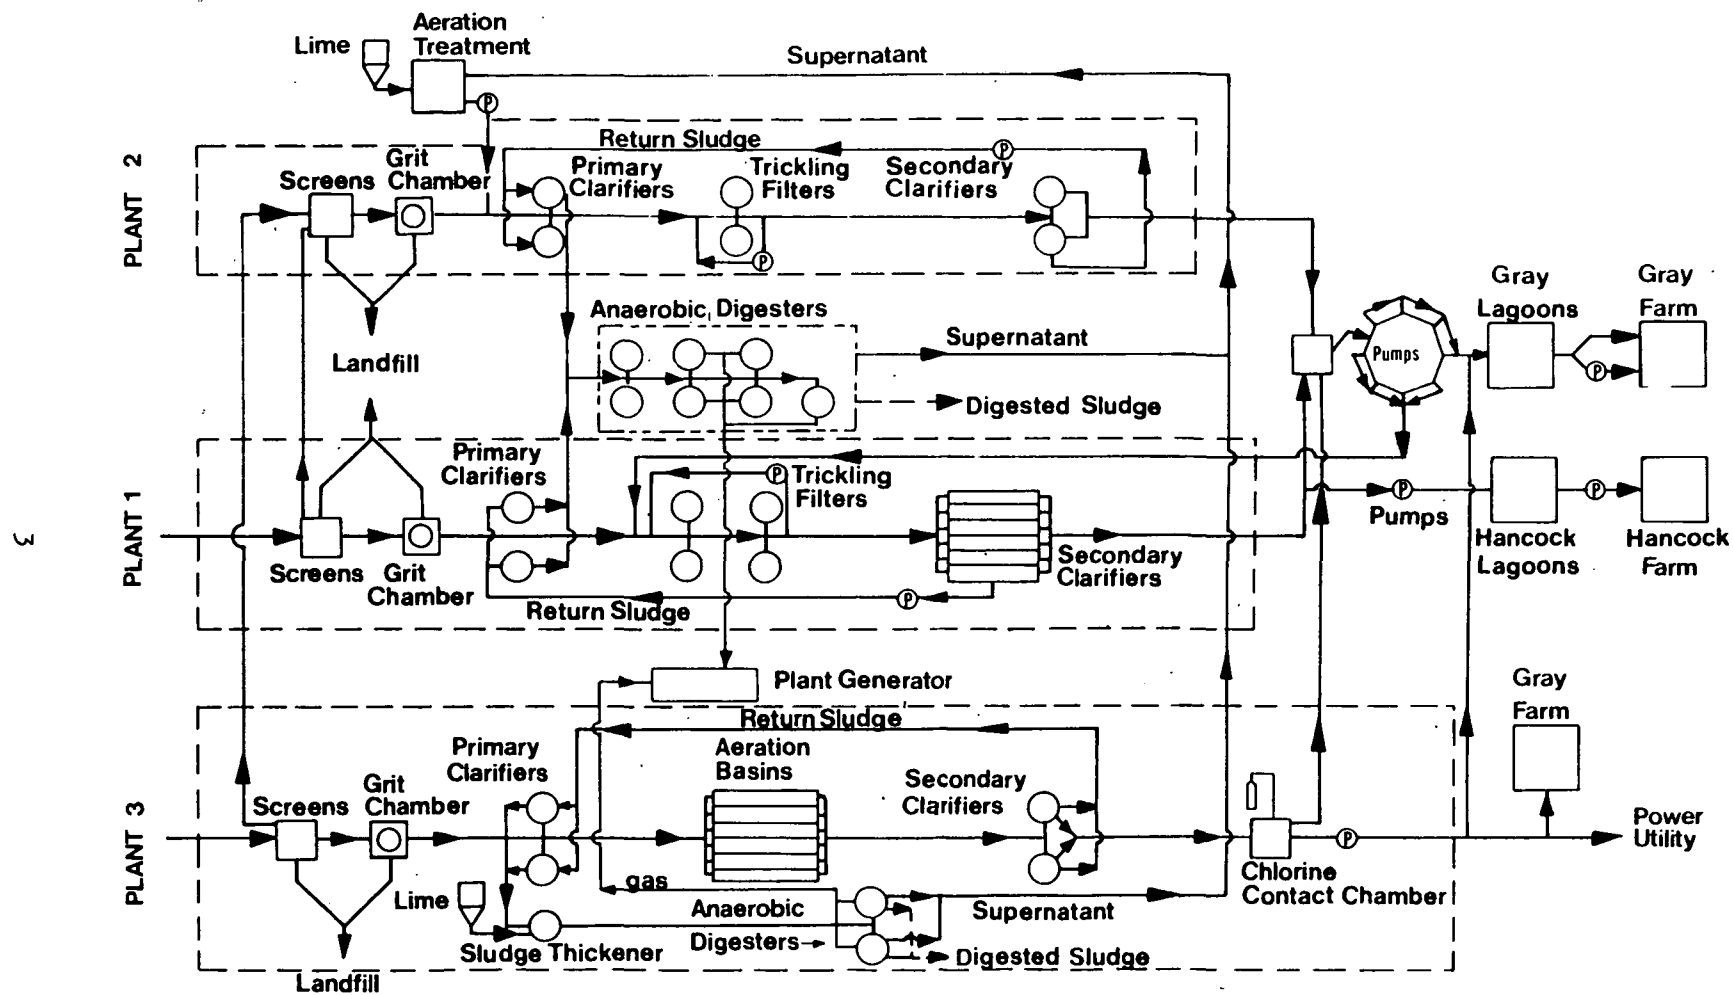 Aeration
Treatment
Lime
P
Supernatant
PLANT 2
Return Sludge
P
Screens
Grit
Chamber
Primary
Clarifiers
Trickling
Filters
Secondary
Clarifiers
P
Landfill
Anaerobic Digesters
Supernatant
Digested Sludge
Pumps
Gray
Lagoons
Gray
Farm
P
PLANT 1
Primary
Clarifiers
P
Trickling
Filters
P
Pumps
P
Screens
Grit
Chamber
Secondary
Clarifiers
Hancock
Lagoons
Hancock
Farm
Return Sludge
P
3
Plant Generator
Gray
Farm
PLANT 3
Return Sludge
Screens
Grit
Chamber
Primary
Clarifiers
Aeration
Basins
Secondary
Clarifiers
P
Power
Utility
Chlorine
Contact Chamber
gas
Lime
Sludge Thickener
Anaerobic
Digesters
Supernatant
Digested Sludge
Landfill